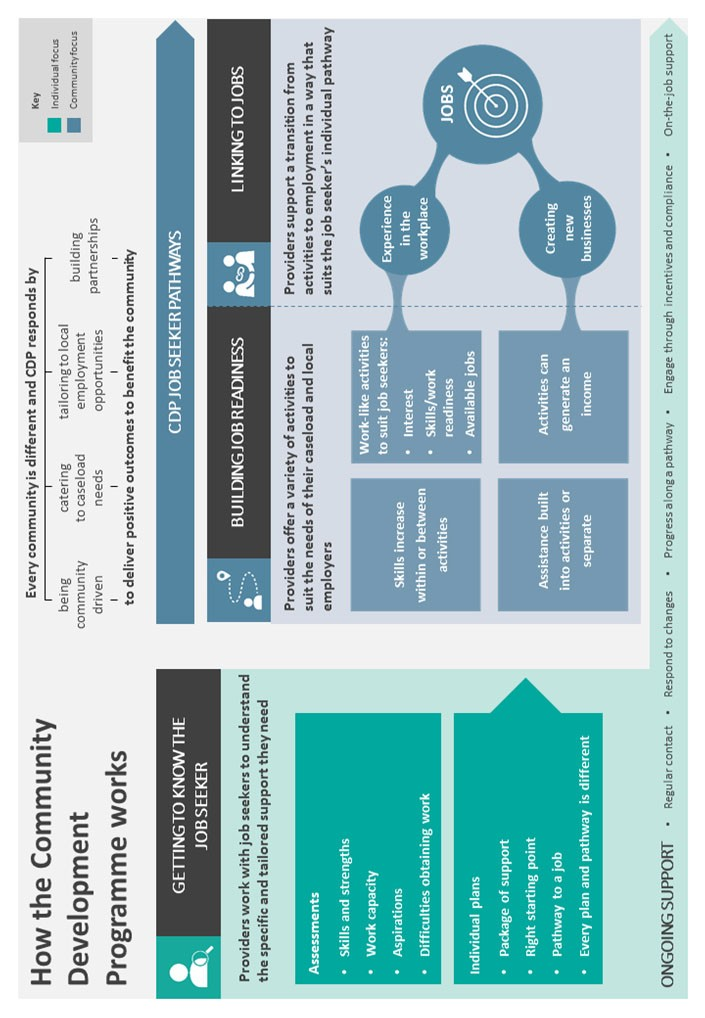 How the Community
Development
Programme works
Every community is different and CDP responds by
being
community
driven
catering
to caseload
needs
tailoring to local
employment
opportunities
building
partnerships
to deliver positive outcomes to benefit the community
Key
Individual focus
Community focus
GETTING TO KNOW THE
JOB SEEKER
Providers work with job seekers to understand
the specific and tailored support they need
Assessments
• Skills and strengths
• Work capacity
• Aspirations
• Difficulties obtaining work
Individual plans
• Package of support
• Right starting point
• Pathway to a job
• Every plan and pathway is different
CDP JOB SEEKER PATHWAYS
BUILDING JOB READINESS
Providers offer a variety of activities to
suit the needs of their caseload and local
employers
Skills increase
within or between
activities
Work-like activities
to suit job seekers:
• Interest
• Skills/work
readiness
• Available jobs
Assistance built
into activities or
separate
Activities can
generate an
income
LINKING TO JOBS
Providers support a transition from
activities to employment in a way that
suits the job seeker's individual pathway
Experience
in the
workplace
Creating
new
businesses
JOBS
ONGOING SUPPORT • Regular contact • Respond to changes • Progress along a pathway • Engage through incentives and compliance • On-the-job support